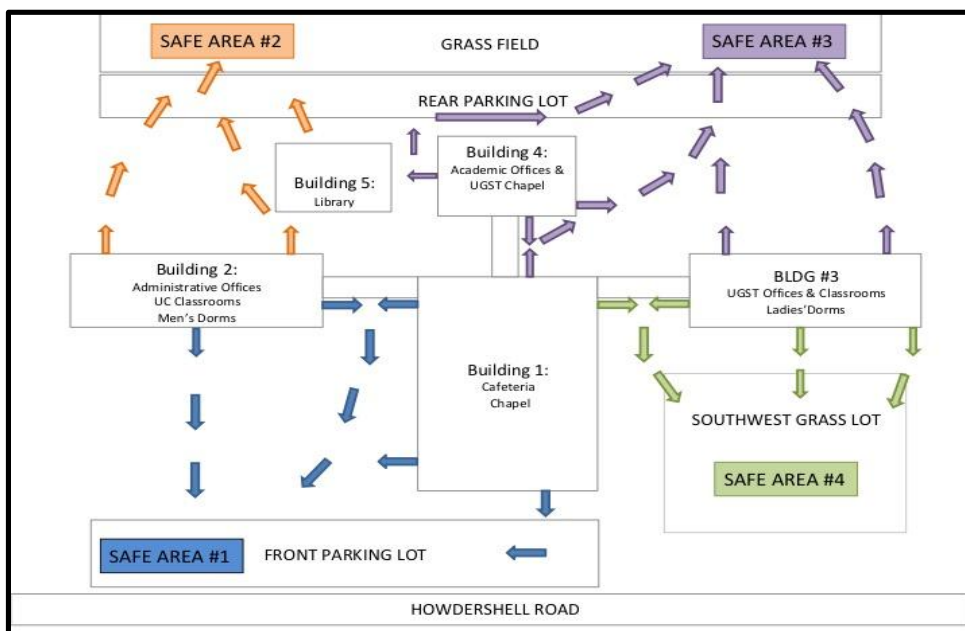 SAFE AREA #2
GRASS FIELD
SAFE AREA #3
REAR PARKING LOT
Building 5:
Library
Building 4:
Academic Offices &
UGST Chapel
Building 2:
Administrative Offices
UC Classrooms
Men's Dorms
BLDG #3
UGST Offices & Classrooms
Ladies'Dorms
Building 1:
Cafeteria
Chapel
SOUTHWEST GRASS LOT
SAFE AREA #4
SAFE AREA #1
FRONT PARKING LOT
HOWDERSHELL ROAD